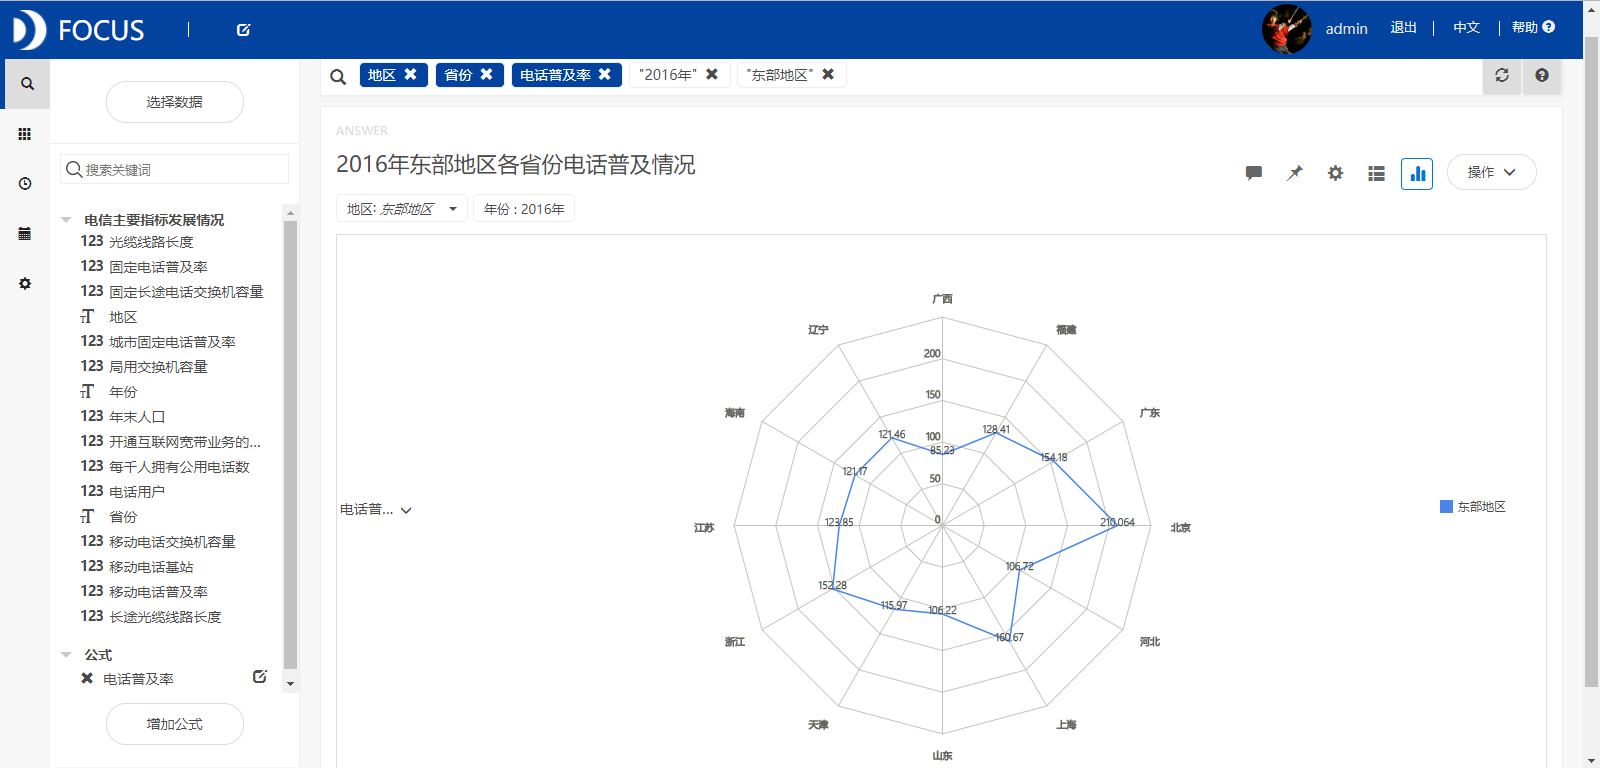 FOCUS
admin 退出 中文 帮助
选择数据
搜索关键词
电信主要指标发展情况
123 光缆线路长度
123 固定电话普及率
123 固定长途电话交换机容量
TT 地区
123 城市固定电话普及率
123 局用交换机容量
TT 年份
123 年末人口
123 开通互联网宽带业务的...
123 每千人拥有公用电话数
123 电话用户
TT 省份
123 移动电话交换机容量
123 移动电话基站
123 移动电话普及率
123 长途光缆线路长度
公式
电话普及率
增加公式
地区 省份 电话普及率 "2016年" "东部地区"
ANSWER
2016年东部地区各省份电话普及情况
操作
地区: 东部地区 年份 : 2016年
广西
辽宁 福建
200
150
海南 广东
100
121.46 128.41
85.23
121.17 154.18
50
电话普...
0
江苏 123.85 210.064 北京
东部地区
106.72
152.28
115.97 106.22 160.67
浙江 河北
天津 上海
山东